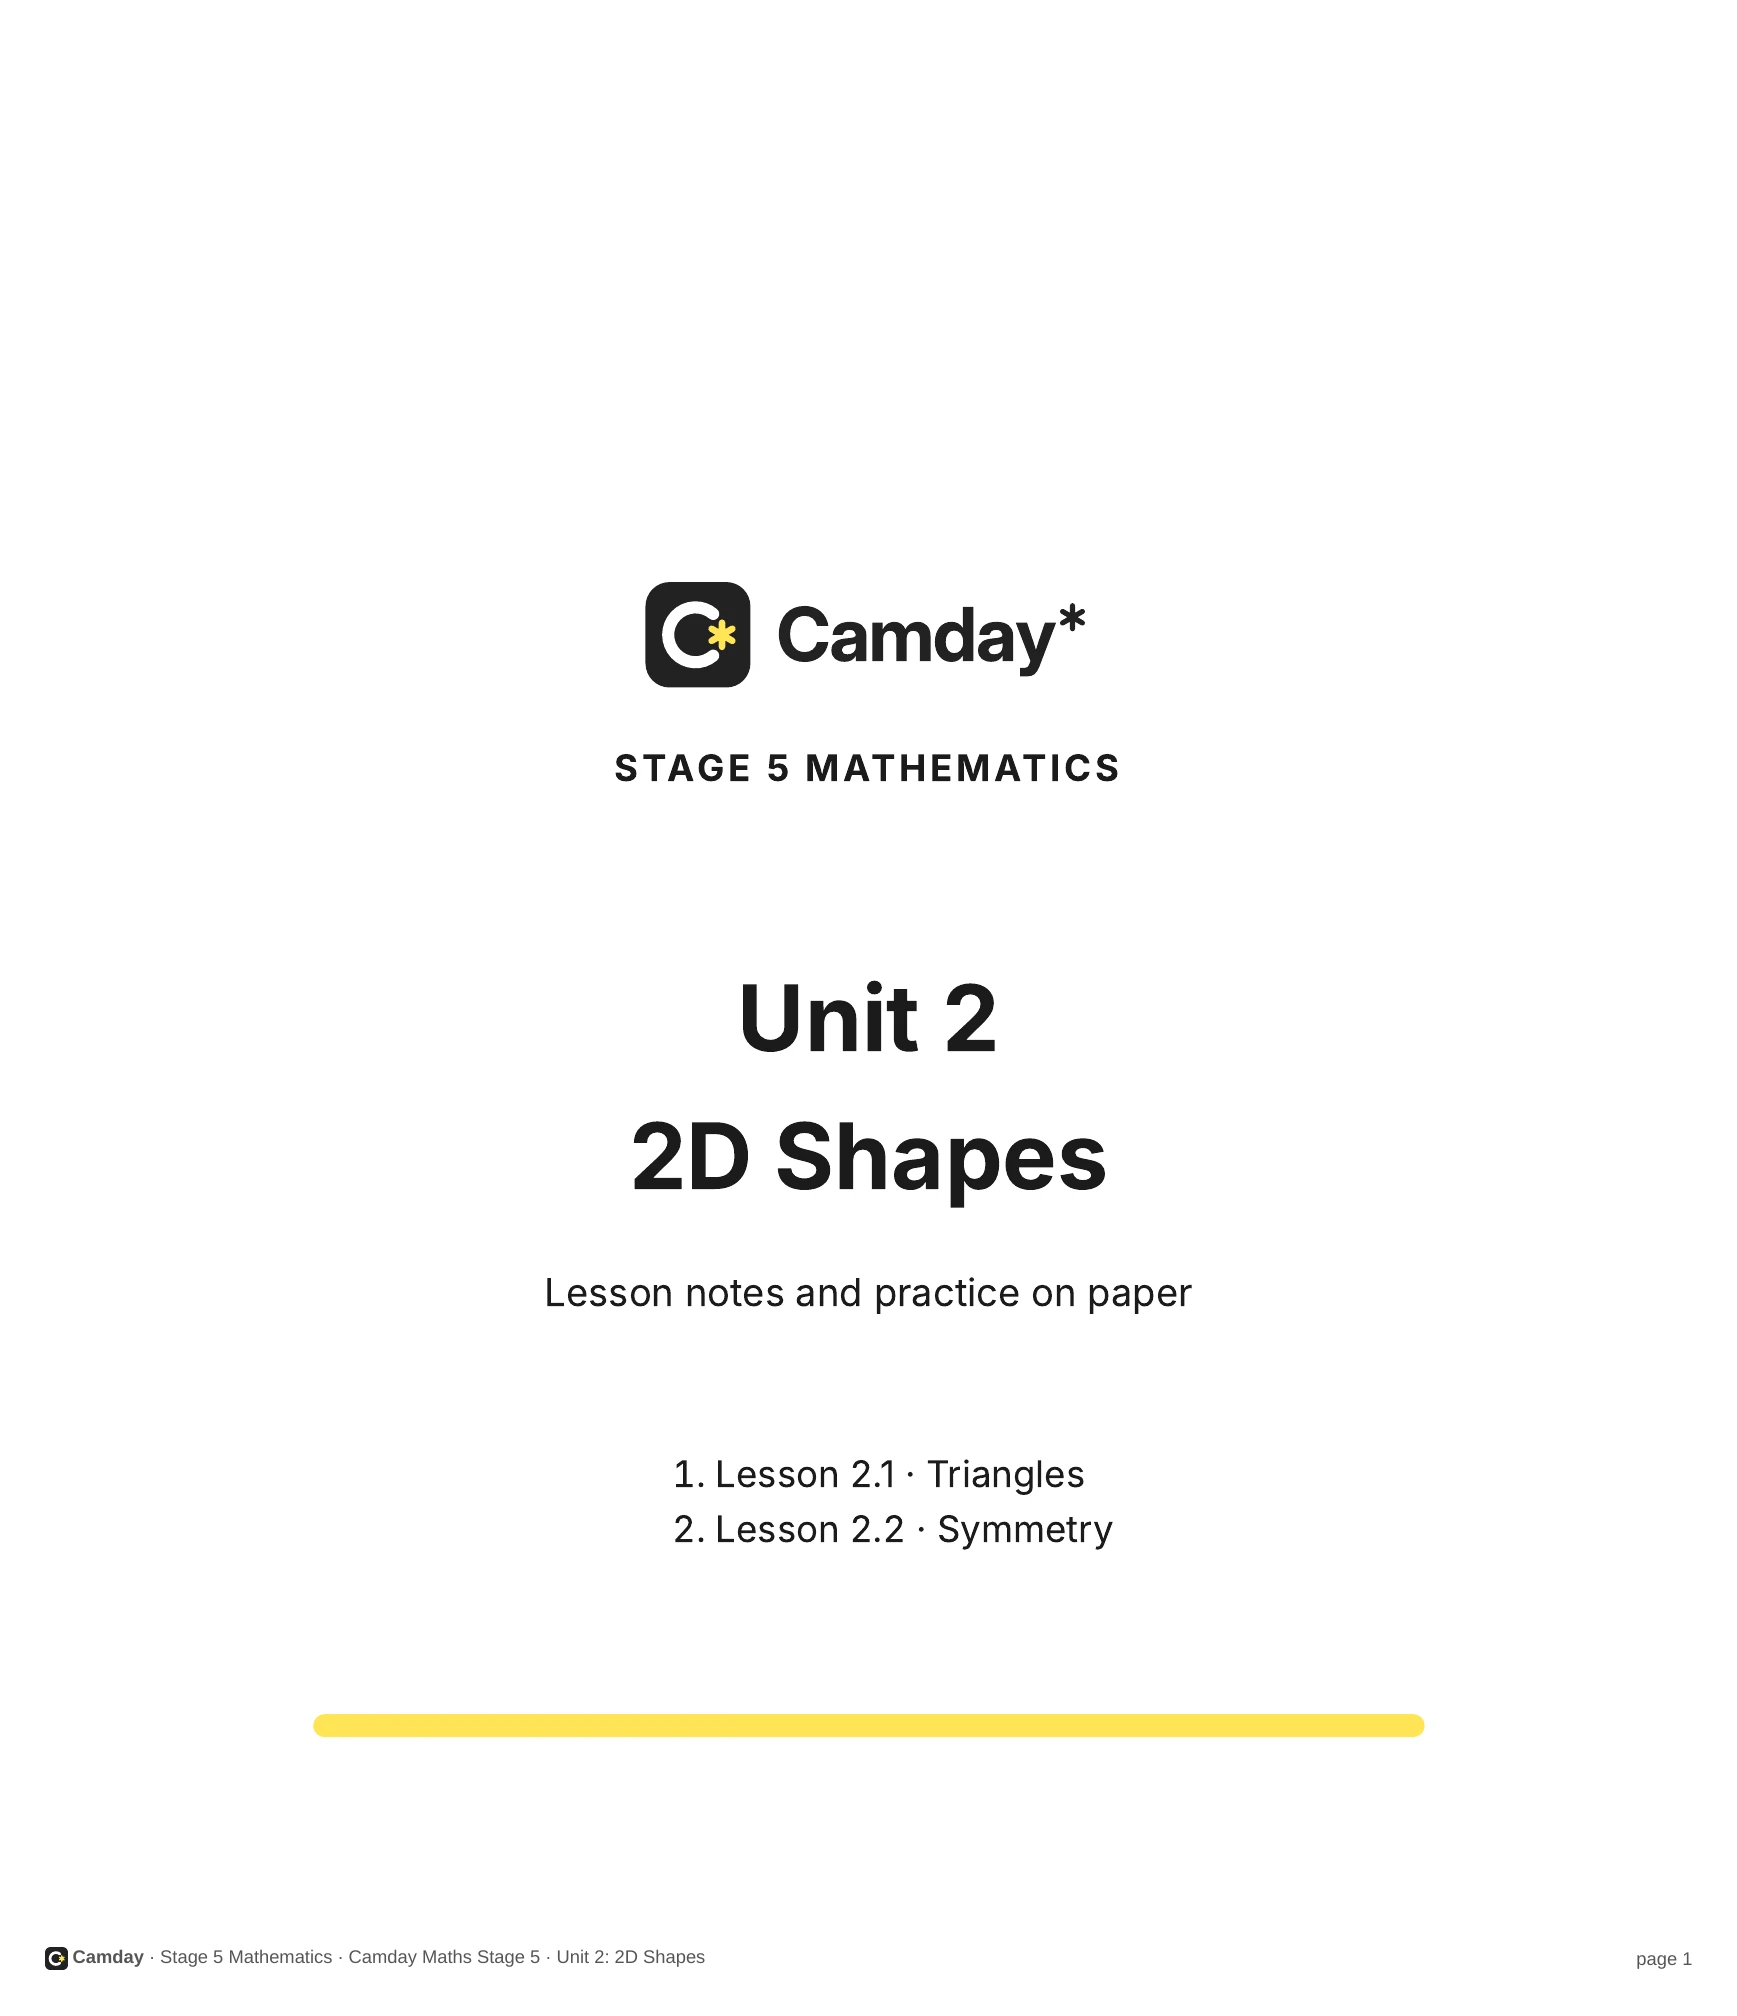 Camday*
STAGE 5 MATHEMATICS
Unit 2
2D Shapes
Lesson notes and practice on paper
1. Lesson 2.1 · Triangles
2. Lesson 2.2 · Symmetry
Camday · Stage 5 Mathematics · Camday Maths Stage 5 · Unit 2: 2D Shapes
page 1